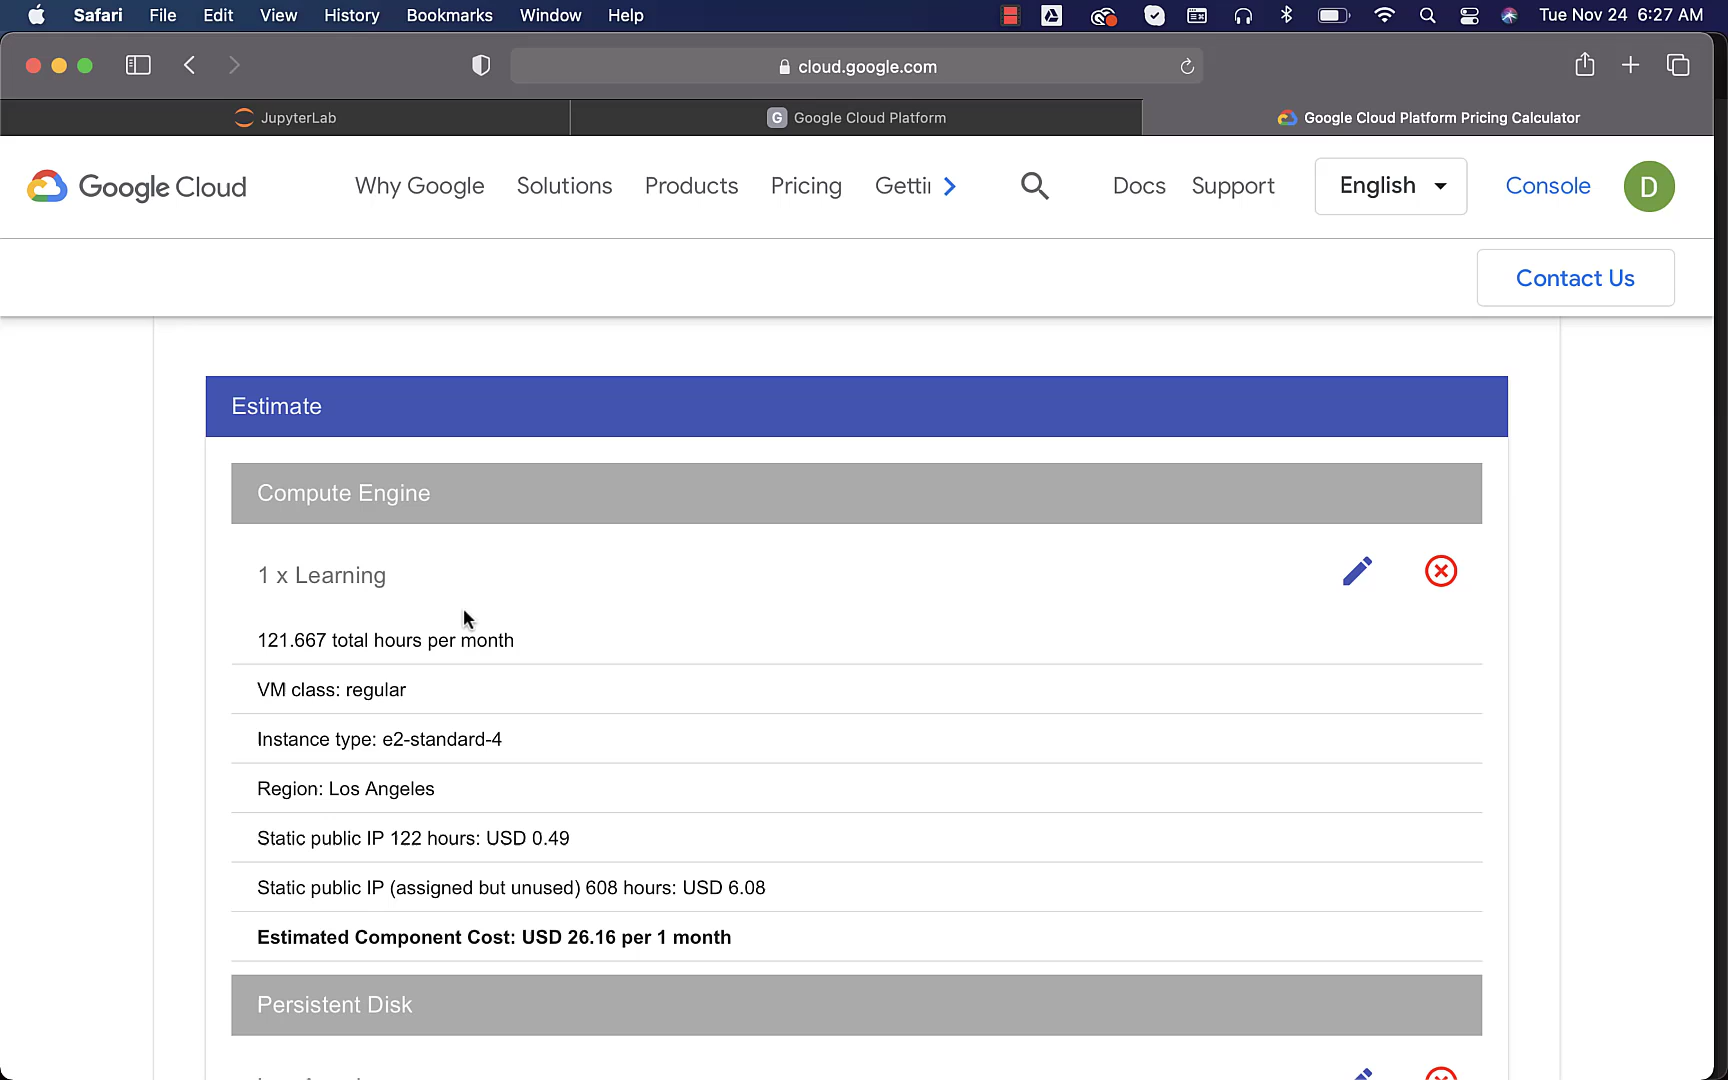 Safari File Edit View History Bookmarks Window Help Tue Nov 24 6:27 AM
cloud.google.com
JupyterLab
G Google Cloud Platform
Google Cloud Platform Pricing Calculator
Google Cloud Why Google Solutions Products Pricing Docs Support English Console D
Contact Us
Estimate
Compute Engine
1 x Learning
121.667 total hours per month
VM class: regular
Instance type: e2-standard-4
Region: Los Angeles
Static public IP 122 hours: USD 0.49
Static public IP (assigned but unused) 608 hours: USD 6.08
Estimated Component Cost: USD 26.16 per 1 month
Persistent Disk